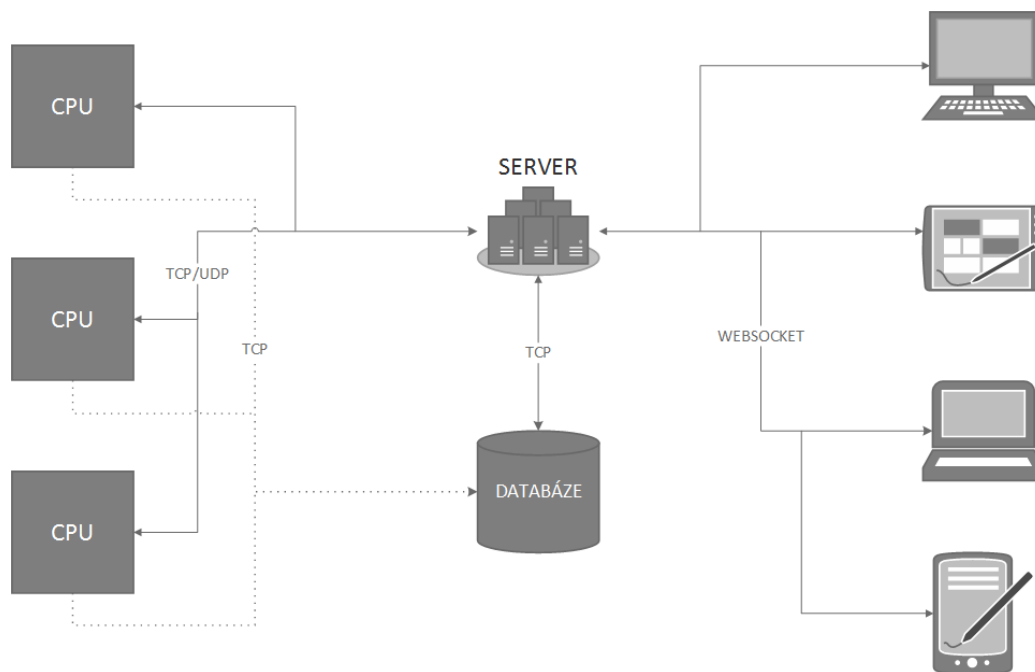 CPU
SERVER
TCP/UDP
CPU
TCP
TCP
WEBSOCKET
CPU
DATABÁZE